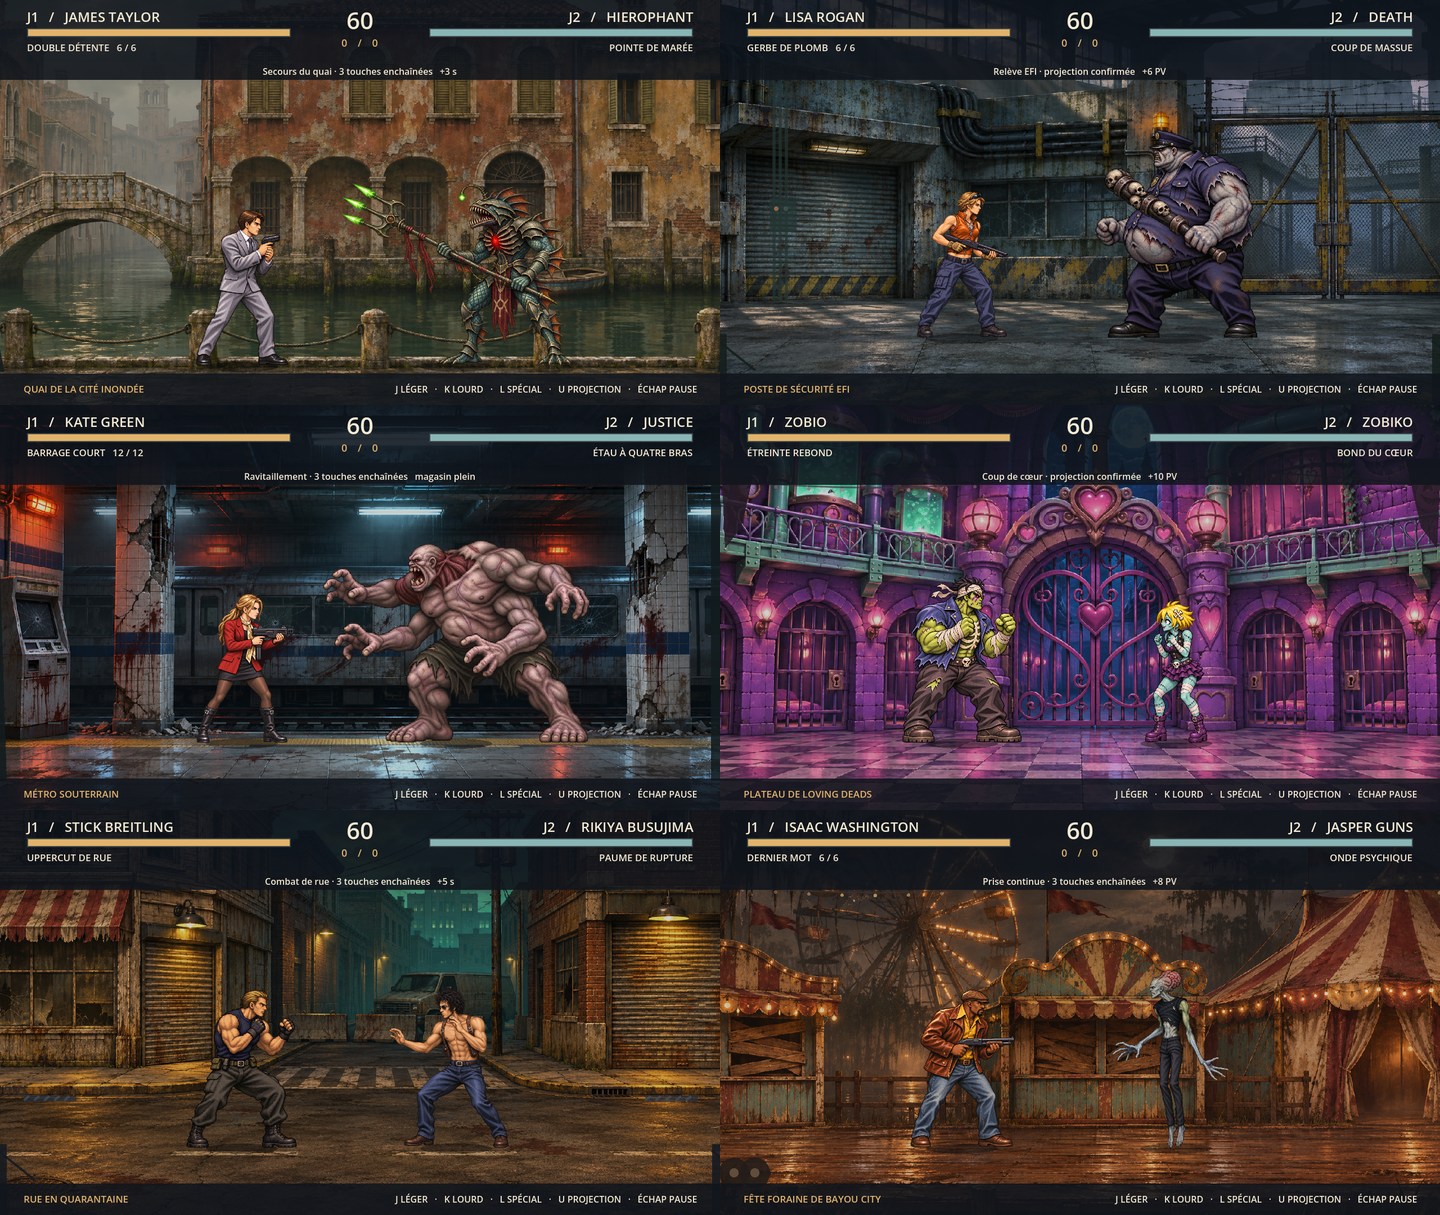 J1 / JAMES TAYLOR
60
J2 / HIEROPHANT
0 / 0
DOUBLE DÉTENTE 6 / 6
POINTE DE MARÉE
Secours du quai · 3 touches enchaînées +3 s
QUAI DE LA CITÉ INONDÉE
J LÉGER · K LOURD · L SPÉCIAL · U PROJECTION · ÉCHAP PAUSE
J1 / LISA ROGAN
60
J2 / DEATH
0 / 0
GERBE DE PLOMB 6 / 6
COUP DE MASSUE
Relève EFI · projection confirmée +6 PV
POSTE DE SÉCURITÉ EFI
J LÉGER · K LOURD · L SPÉCIAL · U PROJECTION · ÉCHAP PAUSE
J1 / KATE GREEN
60
J2 / JUSTICE
0 / 0
BARRAGE COURT 12 / 12
ÉTAU À QUATRE BRAS
Ravitaillement · 3 touches enchaînées magasin plein
MÉTRO SOUTERRAIN
J LÉGER · K LOURD · L SPÉCIAL · U PROJECTION · ÉCHAP PAUSE
J1 / ZOBIO
60
J2 / ZOBIKO
0 / 0
ÉTREINTE REBOND
BOND DU CŒUR
Coup de cœur · projection confirmée +10 PV
PLATEAU DE LOVING DEADS
J LÉGER · K LOURD · L SPÉCIAL · U PROJECTION · ÉCHAP PAUSE
J1 / STICK BREITLING
60
J2 / RIKIYA BUSUJIMA
0 / 0
UPPERCUT DE RUE
PAUME DE RUPTURE
Combat de rue · 3 touches enchaînées +5 s
RUE EN QUARANTAINE
J LÉGER · K LOURD · L SPÉCIAL · U PROJECTION · ÉCHAP PAUSE
J1 / ISAAC WASHINGTON
60
J2 / JASPER GUNS
0 / 0
DERNIER MOT 6 / 6
ONDE PSYCHIQUE
Prise continue · 3 touches enchaînées +8 PV
FÊTE FORAINE DE BAYOU CITY
J LÉGER · K LOURD · L SPÉCIAL · U PROJECTION · ÉCHAP PAUSE